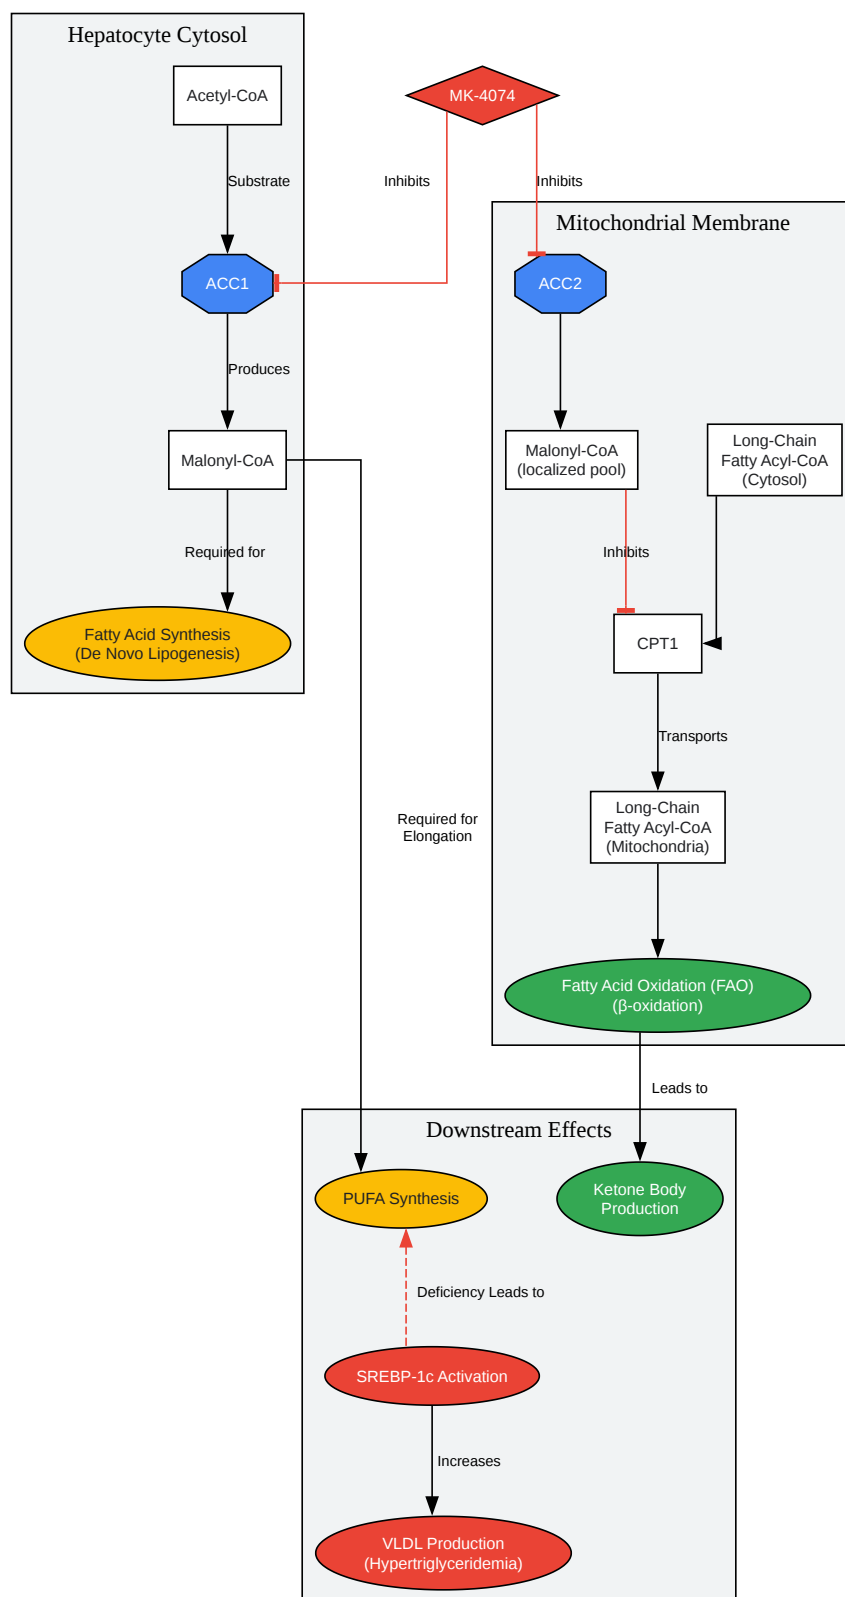 Hepatocyte Cytosol
Acetyl-CoA
MK-4074
Substrate
Inhibits
Inhibits
Mitochondrial Membrane
ACC1
ACC2
Produces
Malonyl-CoA
Malonyl-CoA
(localized pool)
Long-Chain
Fatty Acyl-CoA
(Cytosol)
Required for
Inhibits
Fatty Acid Synthesis
(De Novo Lipogenesis)
CPT1
Transports
Required for
Elongation
Long-Chain
Fatty Acyl-CoA
(Mitochondria)
Fatty Acid Oxidation (FAO)
(β-oxidation)
Leads to
Downstream Effects
PUFA Synthesis
Ketone Body
Production
Deficiency Leads to
SREBP-1c Activation
Increases
VLDL Production
(Hypertriglyceridemia)